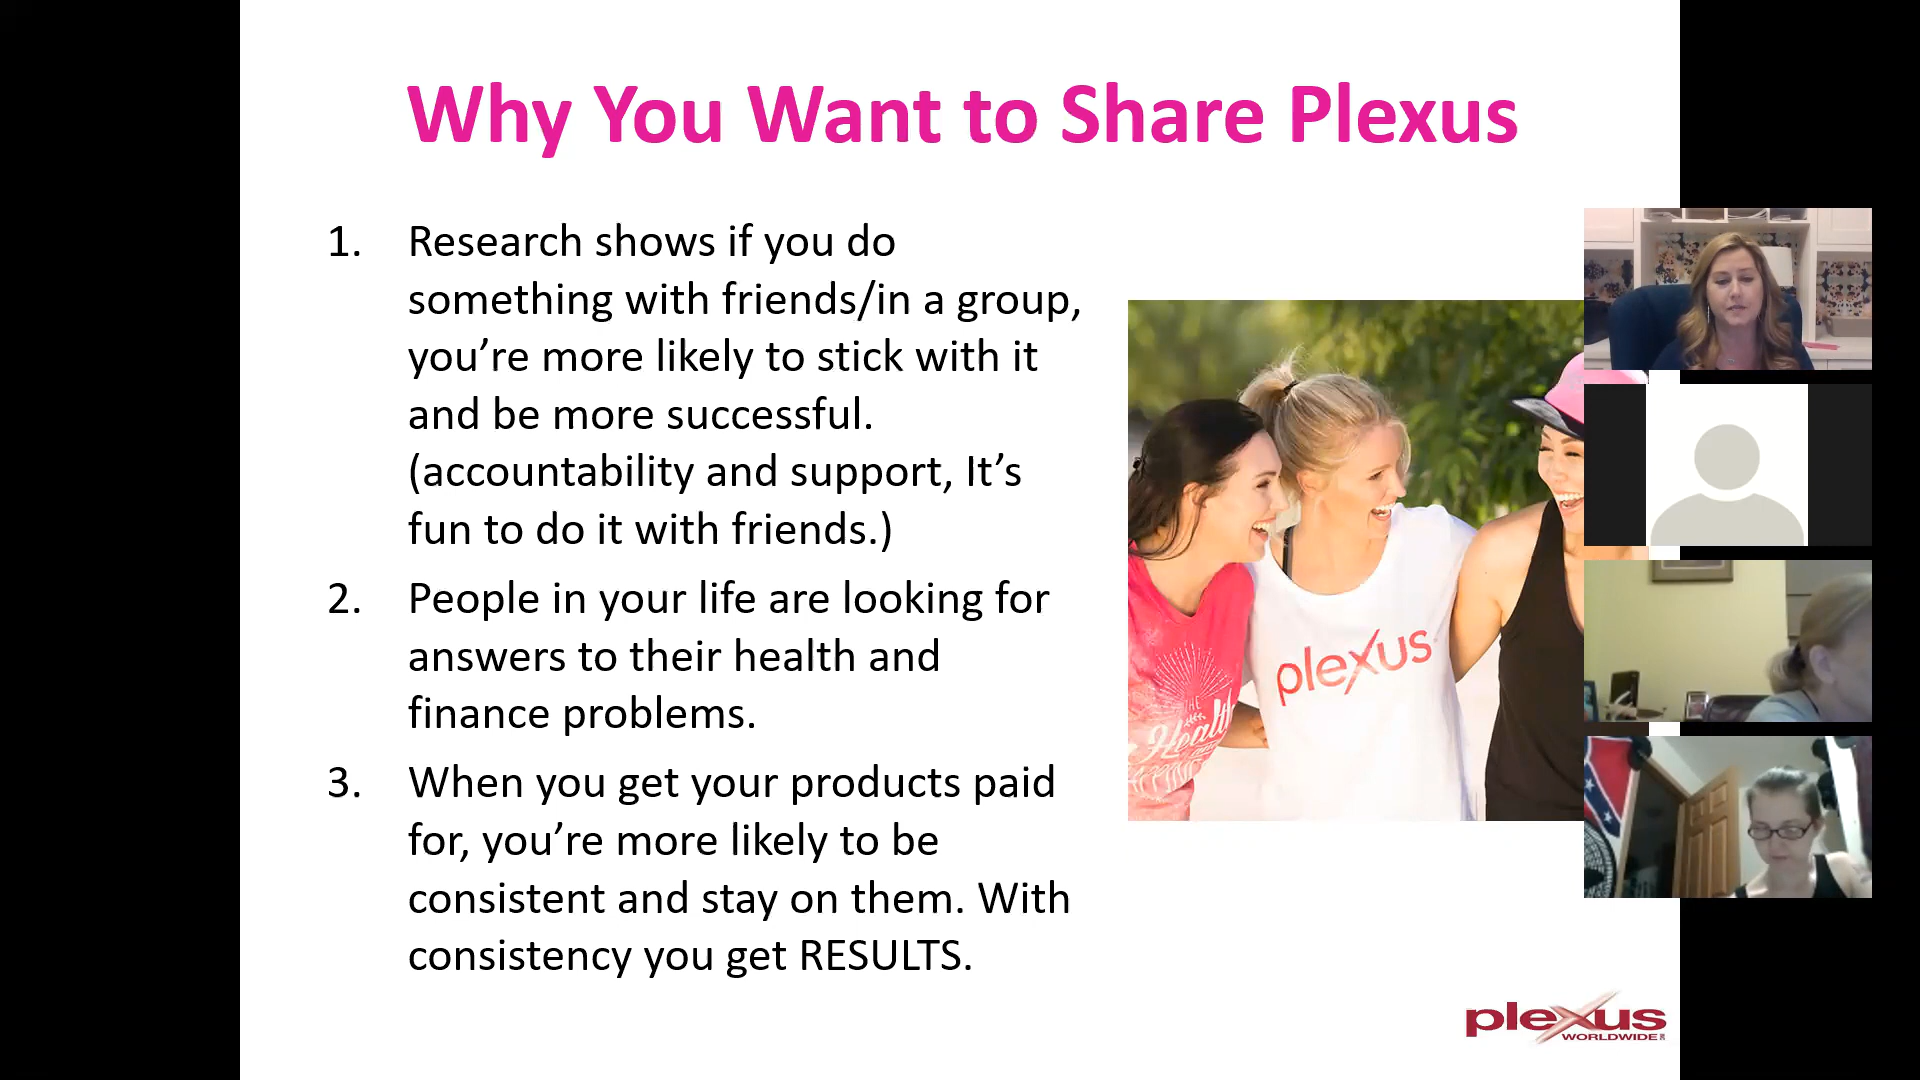 Why You Want to Share Plexus
1. Research shows if you do
something with friends/in a group,
you're more likely to stick with it
and be more successful.
(accountability and support, It's
fun to do it with friends.)
2. People in your life are looking for
answers to their health and
finance problems.
3. When you get your products paid
for, you're more likely to be
consistent and stay on them. With
consistency you get RESULTS.
plexus
THE
Health
plexus
WORLDWIDE